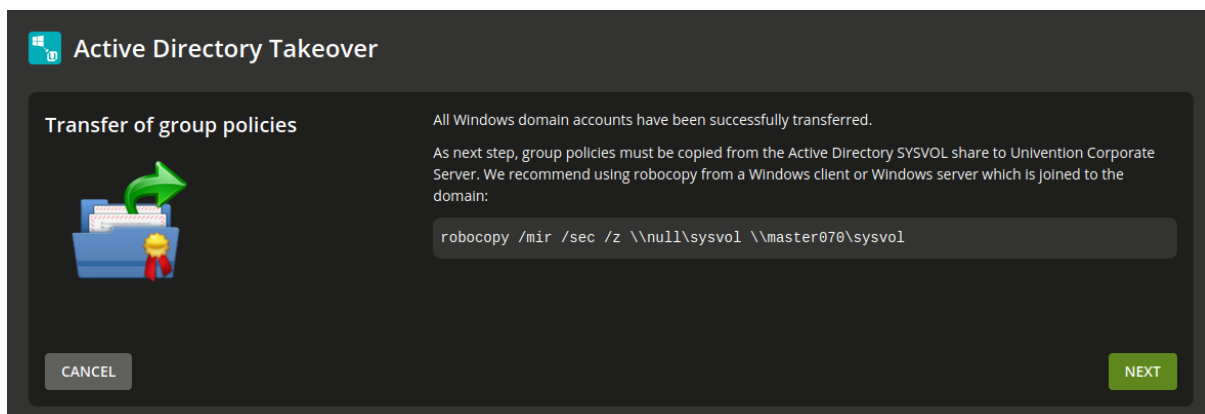 Active Directory Takeover
Transfer of group policies
All Windows domain accounts have been successfully transferred.
As next step, group policies must be copied from the Active Directory SYSVOL share to Univention Corporate
Server. We recommend using robocopy from a Windows client or Windows server which is joined to the
domain:
robocopy /mir /sec /z \\null\sysvol \\master070\sysvol
CANCEL
NEXT